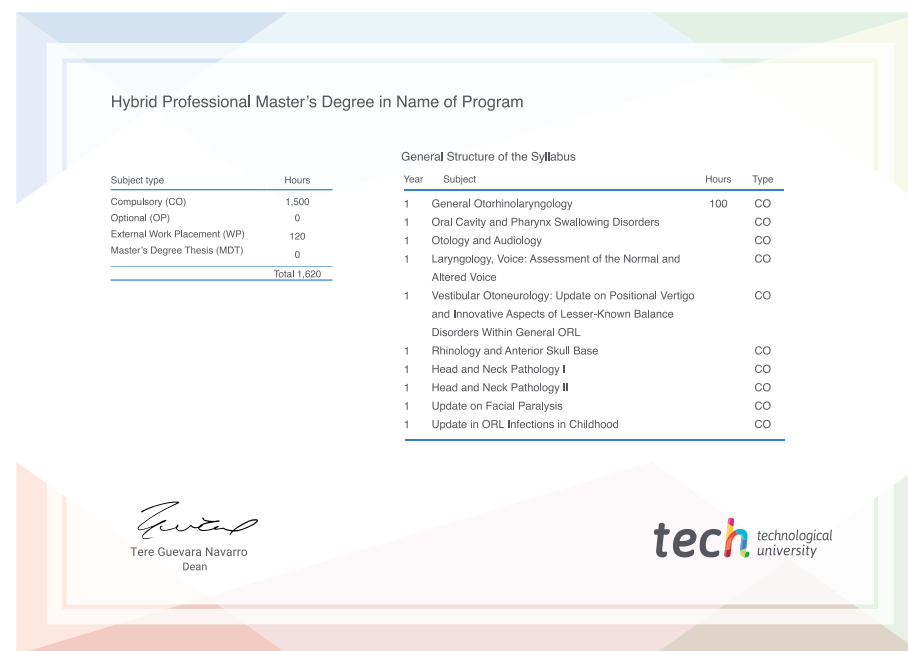 Hybrid Professional Master's Degree in Name of Program
Subject type Hours
Compulsory (CO) 1,500
Optional (OP) 0
External Work Placement (WP) 120
Master's Degree Thesis (MDT) 0
Total 1,620
General Structure of the Syllabus
Year Subject Hours Type
1 General Otorhinolaryngology 100 CO
1 Oral Cavity and Pharynx Swallowing Disorders CO
1 Otology and Audiology CO
1 Laryngology, Voice: Assessment of the Normal and CO
Altered Voice
1 Vestibular Otoneurology: Update on Positional Vertigo CO
and Innovative Aspects of Lesser-Known Balance
Disorders Within General ORL
1 Rhinology and Anterior Skull Base CO
1 Head and Neck Pathology I CO
1 Head and Neck Pathology II CO
1 Update on Facial Paralysis CO
1 Update in ORL Infections in Childhood CO
Tere Guevara Navarro
Dean
tech technological
university